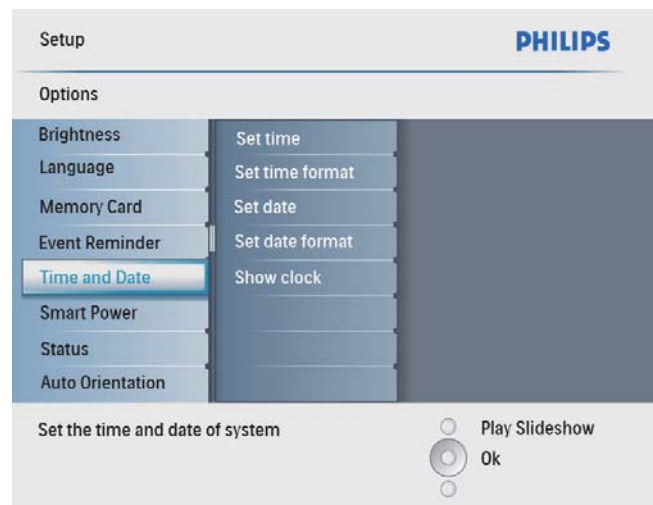 Setup
PHILIPS
Options
Brightness
Language
Memory Card
Event Reminder
Time and Date
Smart Power
Status
Auto Orientation
Set time
Set time format
Set date
Set date format
Show clock
Set the time and date of system
Play Slideshow
Ok